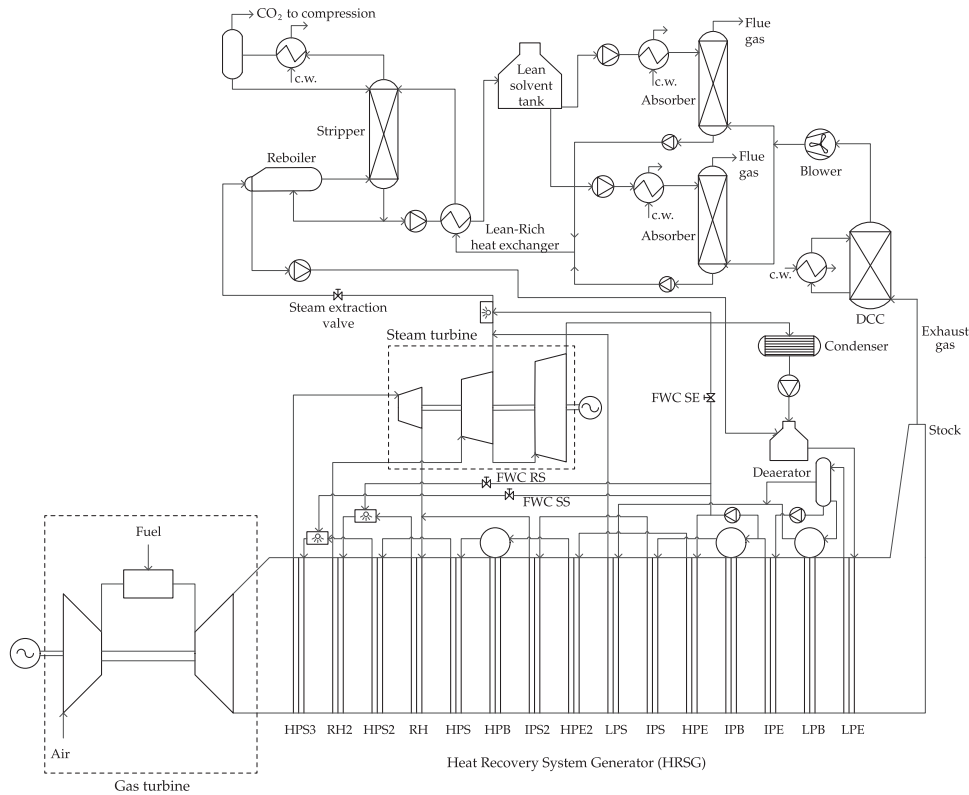 CO2 to compression
c.w.
Stripper
Reboiler
Lean
solvent
tank
c.w.
Absorber
Flue
gas
c.w.
Absorber
Flue
gas
Blower
Lean-Rich
heat exchanger
c.w.
DCC
Exhaust
gas
Steam extraction
valve
Steam turbine
Condenser
FWC SE
Stock
Deaerator
FWC RS
FWC SS
Fuel
Air
Gas turbine
HPS3 RH2 HPS2 RH HPS HPB IPS2 HPE2 LPS IPS HPE IPB IPE LPB LPE
Heat Recovery System Generator (HRSG)